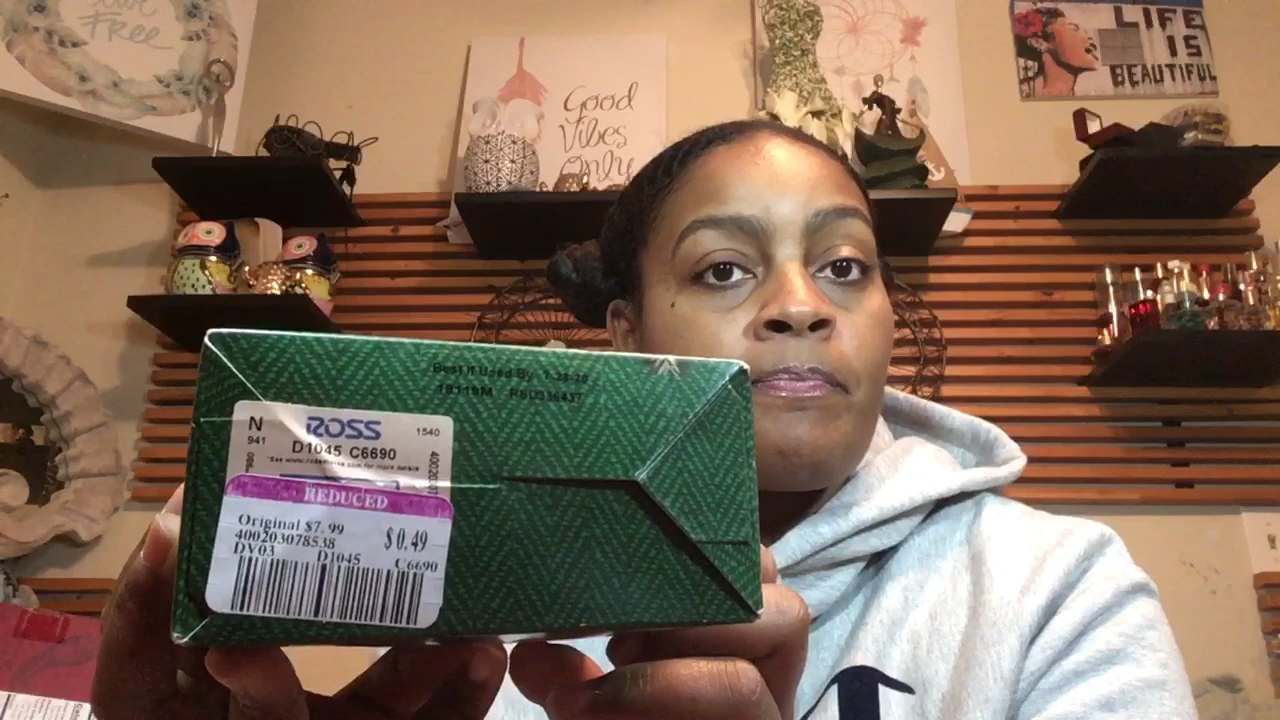 Live
Free
Good
Vibes
Only
LIFE
IS
BEAUTIFUL
Best If Used By 7-28-20
N
941
ROSS
1540
D1045 C6690
REDUCED
Original $7.99
$0.49
400203078538
DV03 D1045 C6690